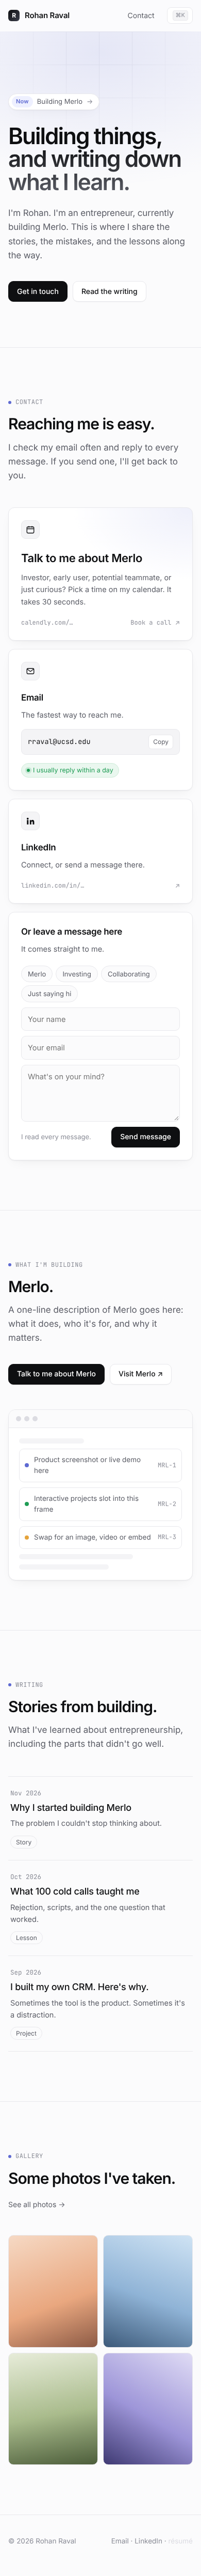 R Rohan Raval
Contact
⌘K
Now Building Merlo →
Building things,
and writing down
what I learn.
I'm Rohan. I'm an entrepreneur, currently
building Merlo. This is where I share the
stories, the mistakes, and the lessons along
the way.
Get in touch
Read the writing
CONTACT
Reaching me is easy.
I check my email often and reply to every
message. If you send one, I'll get back to
you.
Talk to me about Merlo
Investor, early user, potential teammate, or
just curious? Pick a time on my calendar. It
takes 30 seconds.
calendly.com/…
Book a call ↗
Email
The fastest way to reach me.
rraval@ucsd.edu
Copy
I usually reply within a day
LinkedIn
Connect, or send a message there.
linkedin.com/in/…
↗
Or leave a message here
It comes straight to me.
Merlo
Investing
Collaborating
Just saying hi
Your name
Your email
What's on your mind?
I read every message.
Send message
WHAT I'M BUILDING
Merlo.
A one-line description of Merlo goes here:
what it does, who it's for, and why it
matters.
Talk to me about Merlo
Visit Merlo ↗
Product screenshot or live demo
here
MRL-1
Interactive projects slot into this
frame
MRL-2
Swap for an image, video or embed
MRL-3
WRITING
Stories from building.
What I've learned about entrepreneurship,
including the parts that didn't go well.
Nov 2026
Why I started building Merlo
The problem I couldn't stop thinking about.
Story
Oct 2026
What 100 cold calls taught me
Rejection, scripts, and the one question that
worked.
Lesson
Sep 2026
I built my own CRM. Here's why.
Sometimes the tool is the product. Sometimes it's
a distraction.
Project
GALLERY
Some photos I've taken.
See all photos →
© 2026 Rohan Raval
Email · LinkedIn · résumé